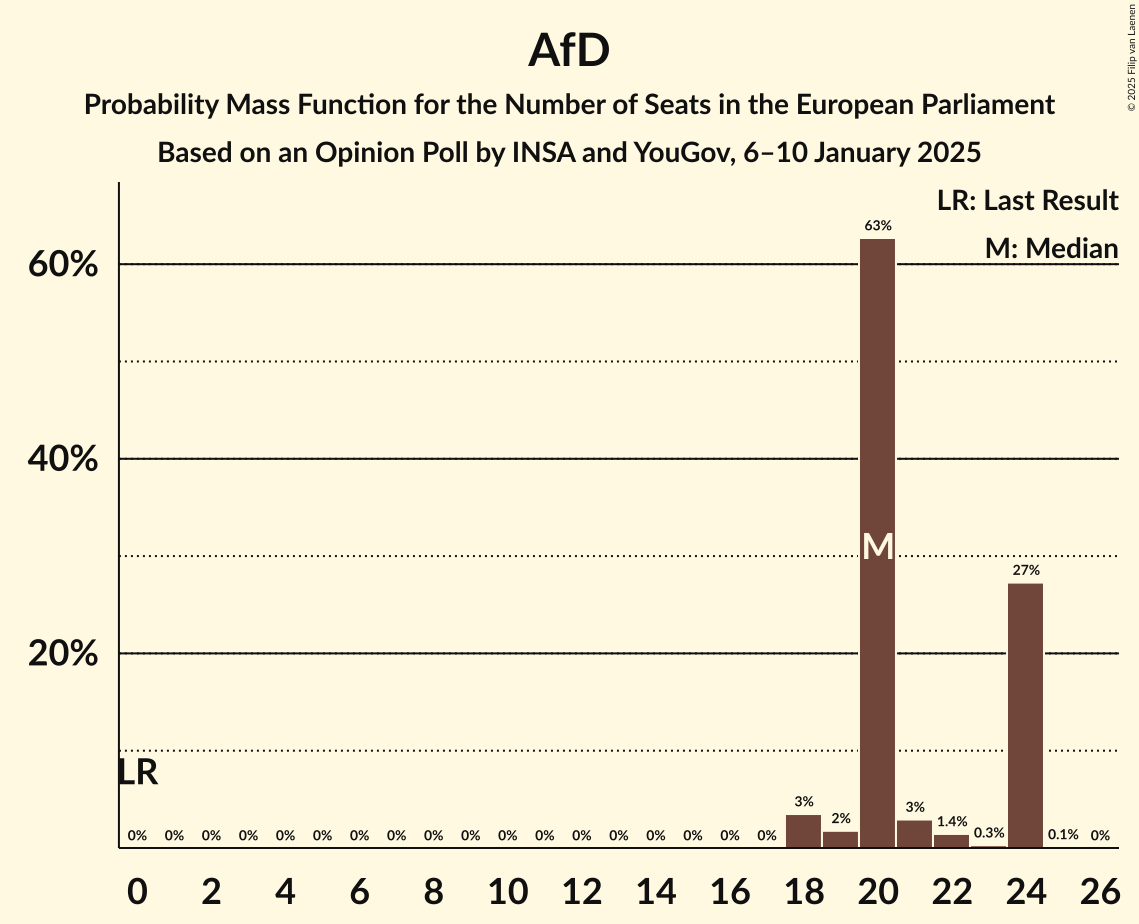 AfD
Probability Mass Function for the Number of Seats in the European Parliament
Based on an Opinion Poll by INSA and YouGov, 6–10 January 2025
© 2025 Filip van Laenen
LR: Last Result
M: Median
63%
60%
40%
M
27%
20%
LR
0% 0% 0% 0% 0% 0% 0% 0% 0% 0% 0% 0% 0% 0% 0% 0% 0% 0% 3% 2% 3% 1.4% 0.3% 0.1% 0%
0 2 4 6 8 10 12 14 16 18 20 22 24 26